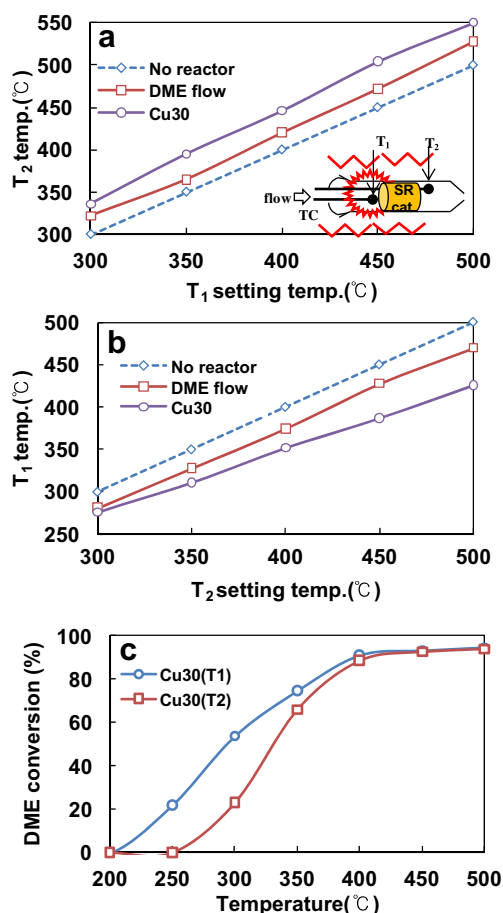 a
T2 temp.(℃)
550
500
450
400
350
300
No reactor
DME flow
Cu30
T1
T2
flow
TC
SR
cat
300
350
400
450
500
T1 setting temp.(℃)
b
T1 temp.(℃)
500
450
400
350
300
250
No reactor
DME flow
Cu30
300
350
400
450
500
T2 setting temp.(℃)
c
DME conversion (%)
100
80
60
40
20
0
Cu30(T1)
Cu30(T2)
200
250
300
350
400
450
500
Temperature(℃)